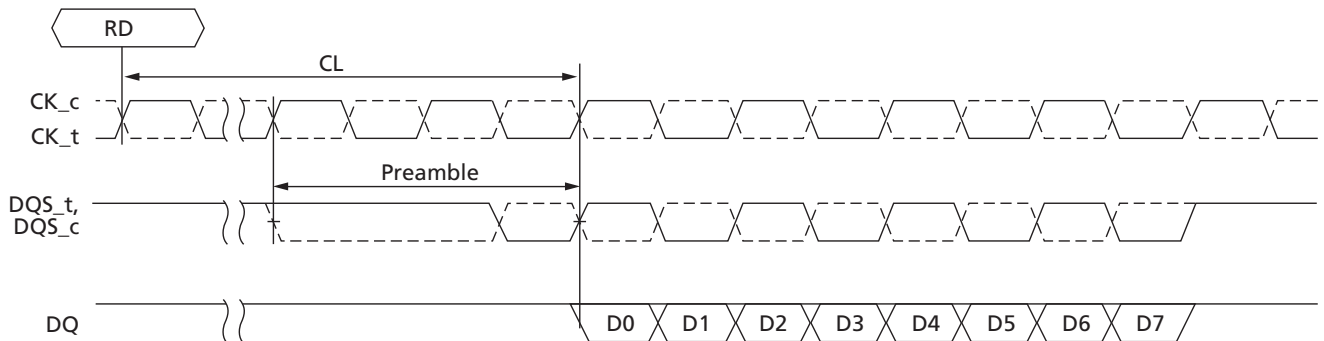 RD
CL
CK_c
CK_t
Preamble
DQS_t,
DQS_c
DQ
D0
D1
D2
D3
D4
D5
D6
D7